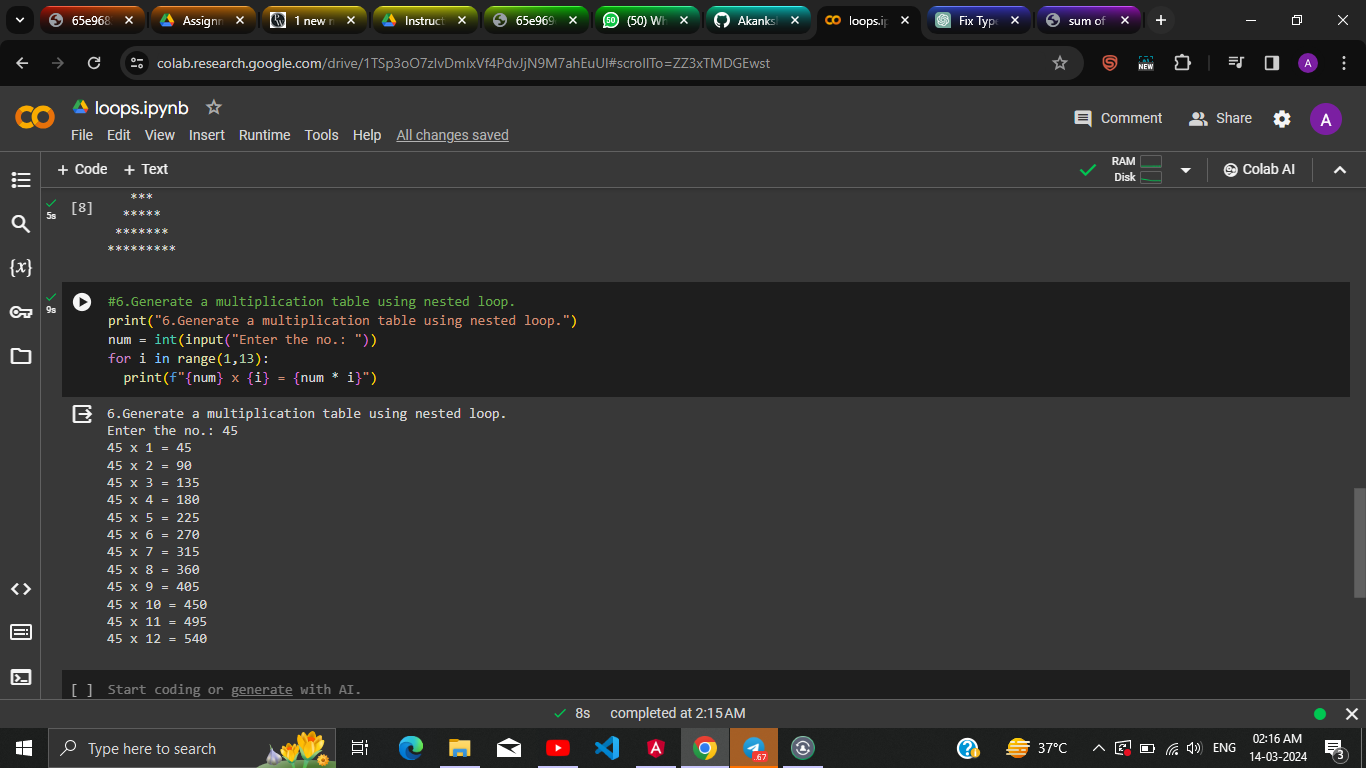 65e968
Assignm
1 new m
Instruct
65e969
(50) Wh
Akanks
loops.ip
Fix Type
sum of
colab.research.google.com/drive/1TSp3oO7zlvDmlxVf4PdvJjN9M7ahEuUl#scrollTo=ZZ3xTMDGEwst
NEW
A
loops.ipynb
File Edit View Insert Runtime Tools Help All changes saved
Comment
Share
A
+ Code + Text
RAM
Disk
Colab AI
5s
[8]
***
*****
*******
*********
9s
#6.Generate a multiplication table using nested loop.
print("6.Generate a multiplication table using nested loop.")
num = int(input("Enter the no.: "))
for i in range(1,13):
print(f"{num} x {i} = {num * i}")
6.Generate a multiplication table using nested loop.
Enter the no.: 45
45 x 1 = 45
45 x 2 = 90
45 x 3 = 135
45 x 4 = 180
45 x 5 = 225
45 x 6 = 270
45 x 7 = 315
45 x 8 = 360
45 x 9 = 405
45 x 10 = 450
45 x 11 = 495
45 x 12 = 540
[ ] Start coding or generate with AI.
8s completed at 2:15 AM
Type here to search
.67
37°C
ENG
02:16 AM
14-03-2024
3